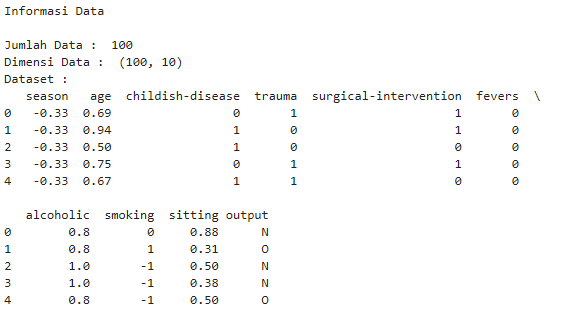 Informasi Data
Jumlah Data :  100
Dimensi Data :  (100, 10)
Dataset :
   season   age  childish-disease  trauma  surgical-intervention  fevers  \
0   -0.33  0.69                 0       1                      1       0
1   -0.33  0.94                 1       0                      1       0
2   -0.33  0.50                 1       0                      0       0
3   -0.33  0.75                 0       1                      1       0
4   -0.33  0.67                 1       1                      0       0
   alcoholic  smoking  sitting output
0        0.8        0     0.88      N
1        0.8        1     0.31      O
2        1.0       -1     0.50      N
3        1.0       -1     0.38      N
4        0.8       -1     0.50      O